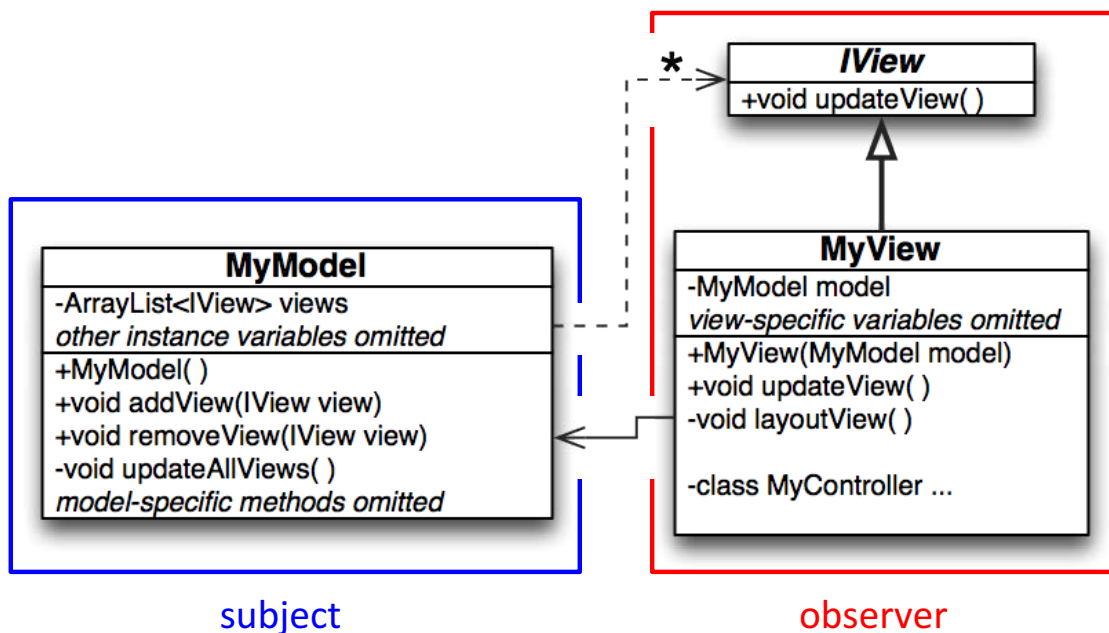 *
IView
+void updateView( )
MyModel
-ArrayList<IView> views
other instance variables omitted
+MyModel( )
+void addView(IView view)
+void removeView(IView view)
-void updateAllViews( )
model-specific methods omitted
MyView
-MyModel model
view-specific variables omitted
+MyView(MyModel model)
+void updateView( )
-void layoutView( )
-class MyController ...
subject
observer